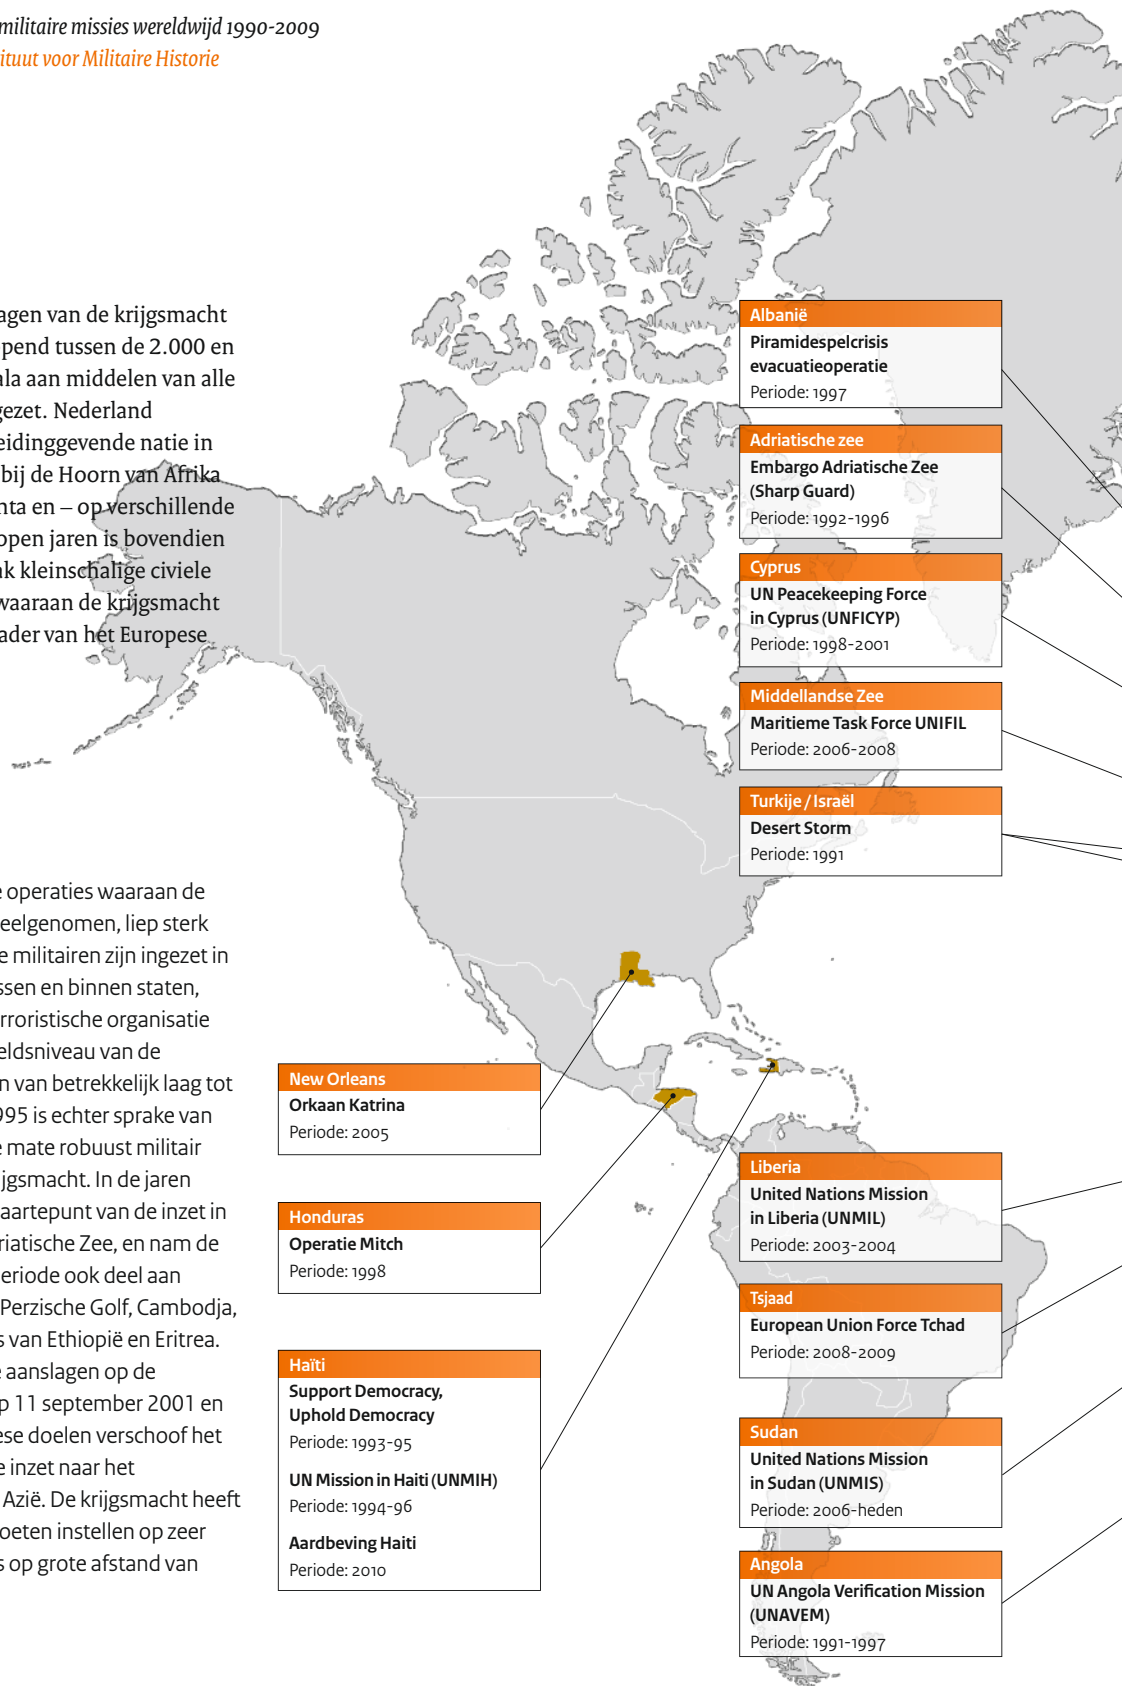 militaire missies wereldwijd 1990-2009
ituut voor Militaire Historie
agen van de krijgsmacht
pend tussen de 2.000 en
ala aan middelen van alle
gezet. Nederland
eidinggevende natie in
bij de Hoorn van Afrika
nta en – op verschillende
open jaren is bovendien
ak kleinschalige civiele
waaraan de krijgsmacht
ader van het Europese
e operaties waaraan de
eelgenomen, liep sterk
e militairen zijn ingezet in
ssen en binnen staten,
rroristische organisatie
eldsniveau van de
n van betrekkelijk laag tot
995 is echter sprake van
e mate robuust militair
ijgsmacht. In de jaren
aartepunt van de inzet in
riatische Zee, en nam de
eriode ook deel aan
Perzische Golf, Cambodja,
s van Ethiopië en Eritrea.
e aanslagen op de
p 11 september 2001 en
ese doelen verschoof het
e inzet naar het
Azië. De krijgsmacht heeft
oeten instellen op zeer
s op grote afstand van
Albanië
Piramidespelcrisis
evacuatieoperatie
Periode: 1997
Adriatische zee
Embargo Adriatische Zee
(Sharp Guard)
Periode: 1992-1996
Cyprus
UN Peacekeeping Force
in Cyprus (UNFICYP)
Periode: 1998-2001
Middellandse Zee
Maritieme Task Force UNIFIL
Periode: 2006-2008
Turkije / Israël
Desert Storm
Periode: 1991
New Orleans
Orkaan Katrina
Periode: 2005
Honduras
Operatie Mitch
Periode: 1998
Haïti
Support Democracy,
Uphold Democracy
Periode: 1993-95
UN Mission in Haiti (UNMIH)
Periode: 1994-96
Aardbeving Haiti
Periode: 2010
Liberia
United Nations Mission
in Liberia (UNMIL)
Periode: 2003-2004
Tsjaad
European Union Force Tchad
Periode: 2008-2009
Sudan
United Nations Mission
in Sudan (UNMIS)
Periode: 2006-heden
Angola
UN Angola Verification Mission
(UNAVEM)
Periode: 1991-1997